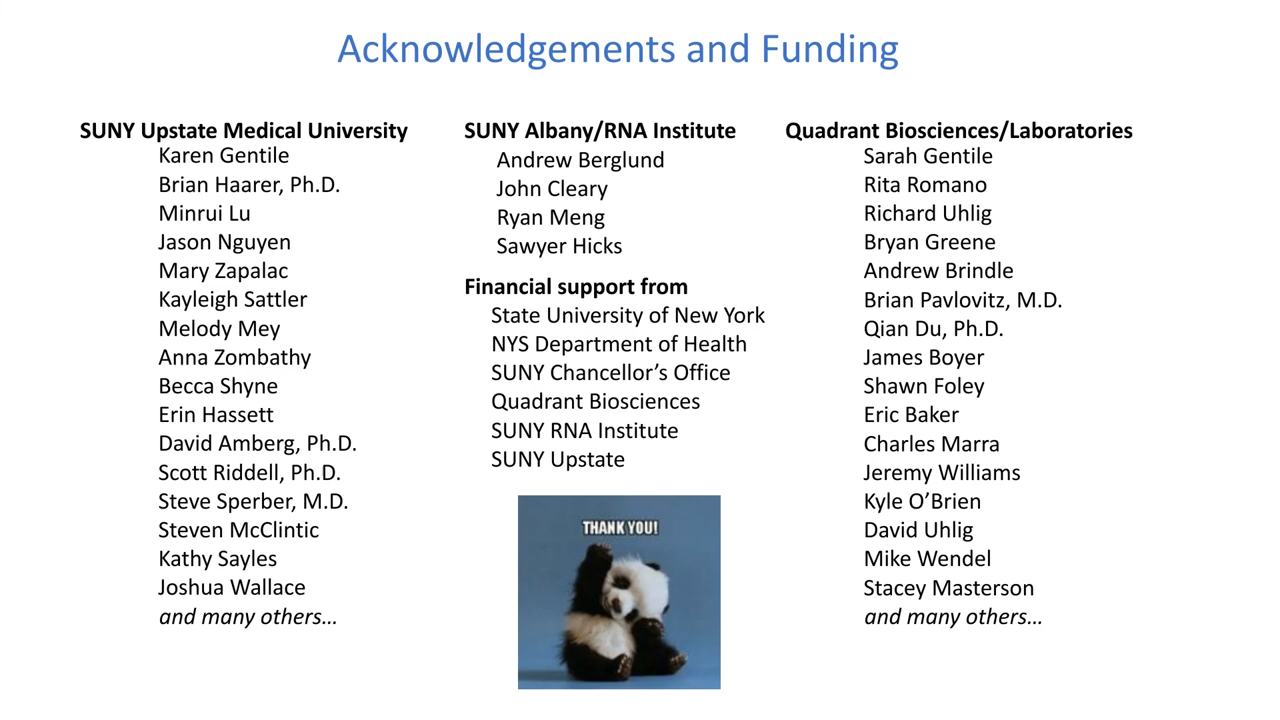 Acknowledgements and Funding
SUNY Upstate Medical University
Karen Gentile
Brian Haarer, Ph.D.
Minrui Lu
Jason Nguyen
Mary Zapalac
Kayleigh Sattler
Melody Mey
Anna Zombathy
Becca Shyne
Erin Hassett
David Amberg, Ph.D.
Scott Riddell, Ph.D.
Steve Sperber, M.D.
Steven McClintic
Kathy Sayles
Joshua Wallace
and many others…
SUNY Albany/RNA Institute
Andrew Berglund
John Cleary
Ryan Meng
Sawyer Hicks
Financial support from
State University of New York
NYS Department of Health
SUNY Chancellor’s Office
Quadrant Biosciences
SUNY RNA Institute
SUNY Upstate
THANK YOU!
Quadrant Biosciences/Laboratories
Sarah Gentile
Rita Romano
Richard Uhlig
Bryan Greene
Andrew Brindle
Brian Pavlovitz, M.D.
Qian Du, Ph.D.
James Boyer
Shawn Foley
Eric Baker
Charles Marra
Jeremy Williams
Kyle O’Brien
David Uhlig
Mike Wendel
Stacey Masterson
and many others…